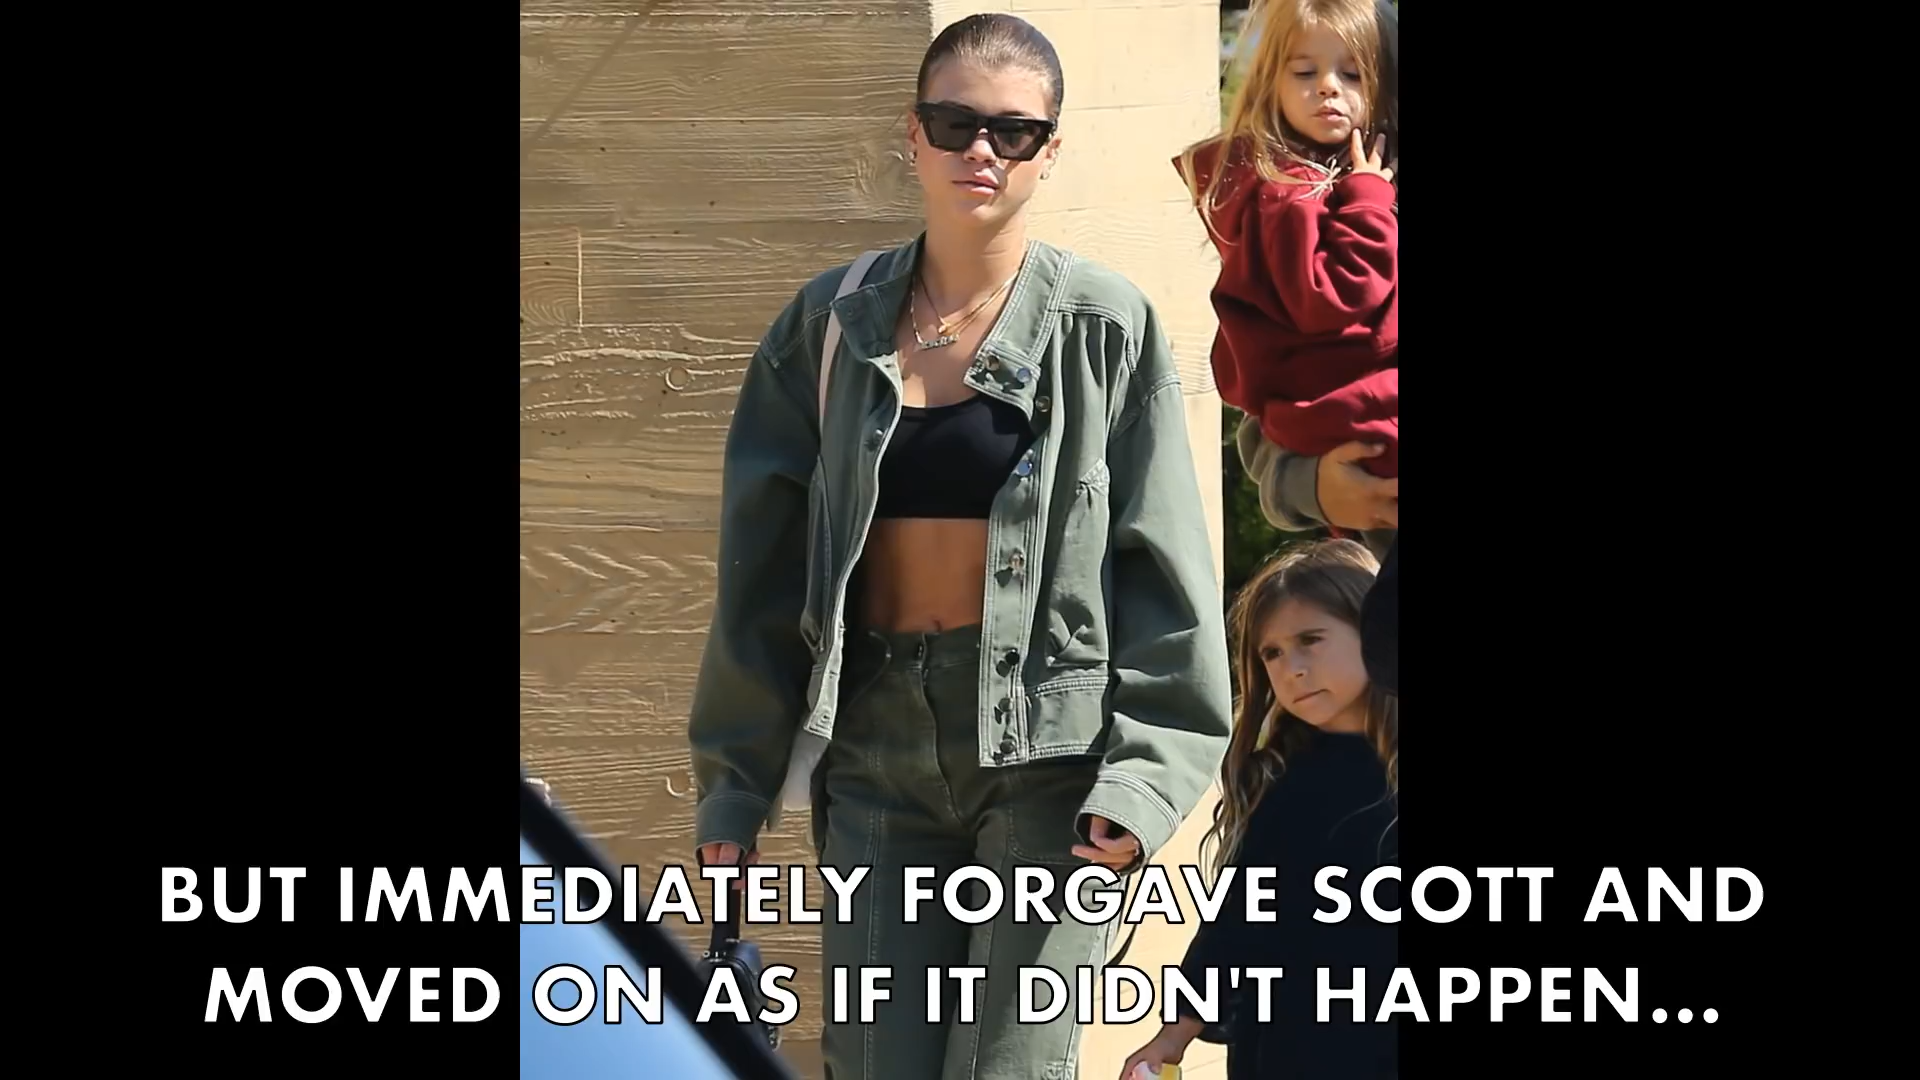 BUT IMMEDIATELY FORGAVE SCOTT AND
MOVED ON AS IF IT DIDN'T HAPPEN...